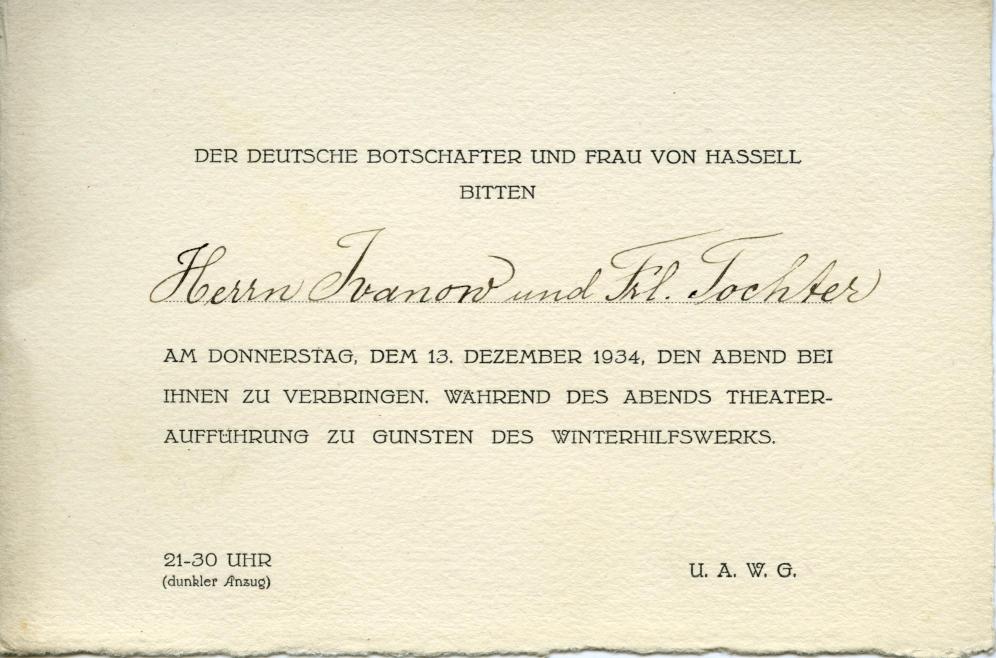 DER DEUTSCHE BOTSCHAFTER UND FRAU VON HASSELL
BITTEN
Herrn Ivanow und Frl. Tochter
AM DONNERSTAG, DEM 13. DEZEMBER 1934, DEN ABEND BEI
IHNEN ZU VERBRINGEN. WÄHREND DES ABENDS THEATER-
AUFFÜHRUNG ZU GUNSTEN DES WINTERHILFSWERKS.
21-30 UHR
(dunkler Anzug)
U. A. W. G.